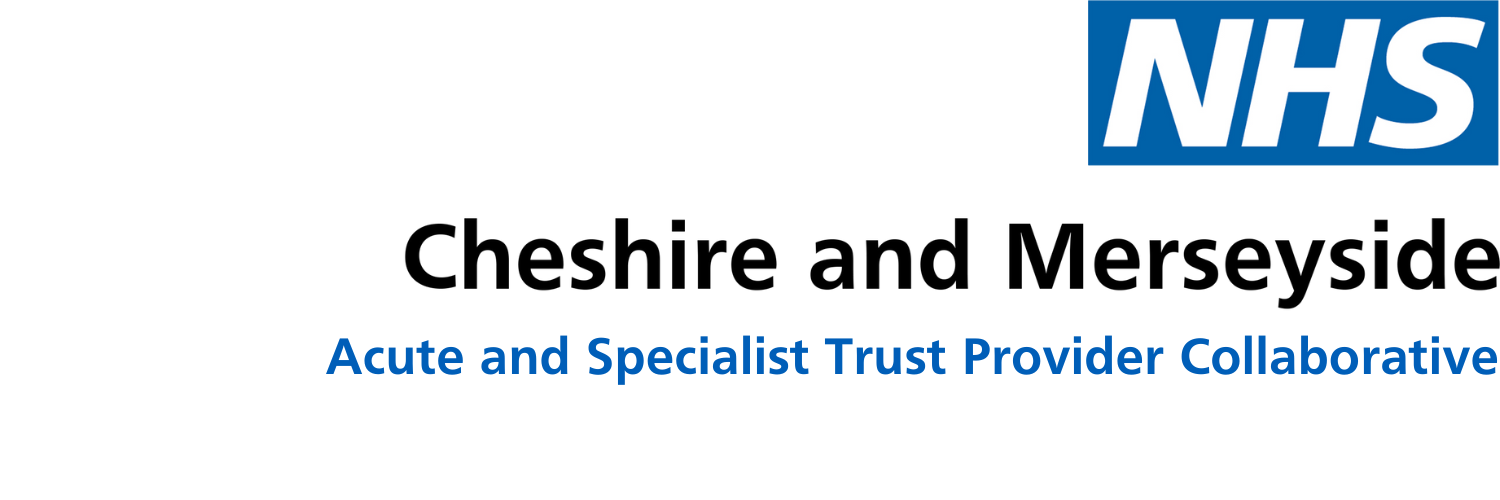 NHS
Cheshire and Merseyside
Acute and Specialist Trust Provider Collaborative